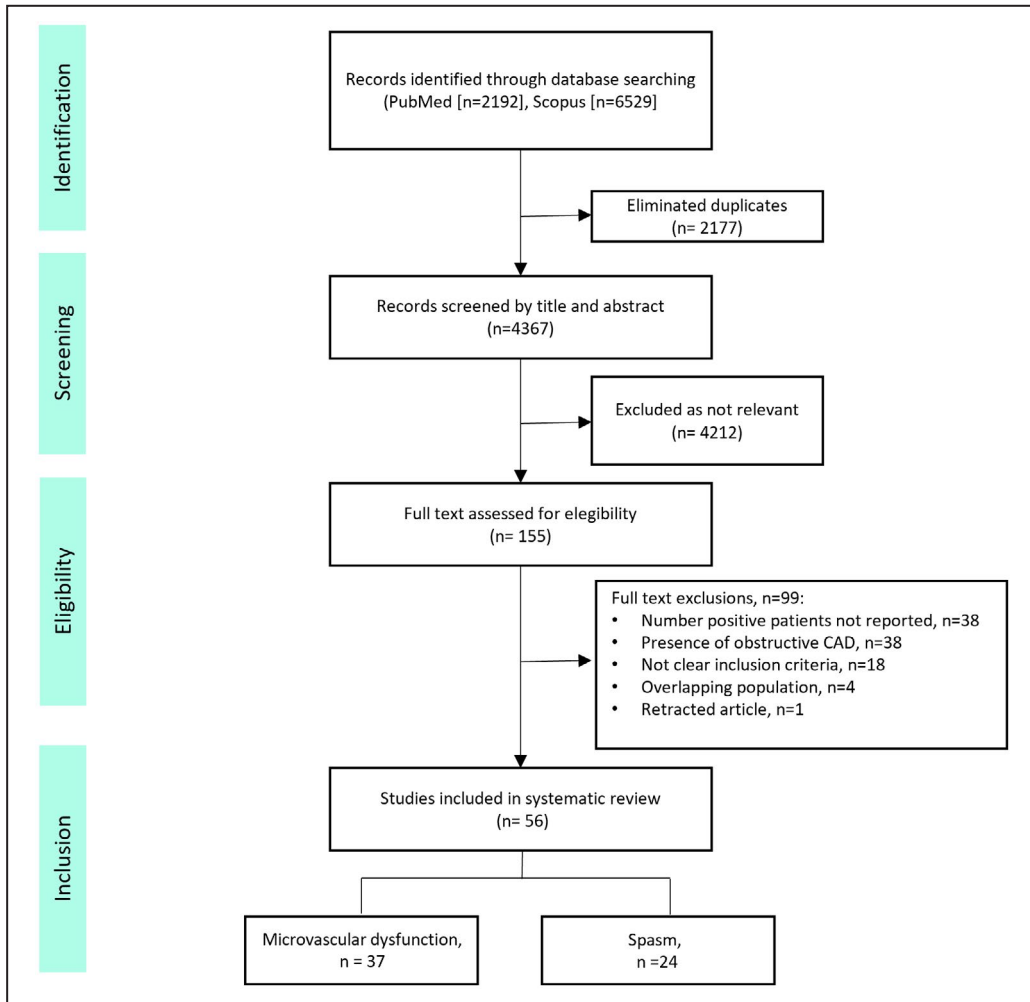 Identification
Records identified through database searching
(PubMed [n=2192], Scopus [n=6529]
Eliminated duplicates
(n= 2177)
Screening
Records screened by title and abstract
(n=4367)
Excluded as not relevant
(n= 4212)
Eligibility
Full text assessed for elegibility
(n= 155)
Full text exclusions, n=99:
• Number positive patients not reported, n=38
• Presence of obstructive CAD, n=38
• Not clear inclusion criteria, n=18
• Overlapping population, n=4
• Retracted article, n=1
Inclusion
Studies included in systematic review
(n= 56)
Microvascular dysfunction,
n = 37
Spasm,
n =24